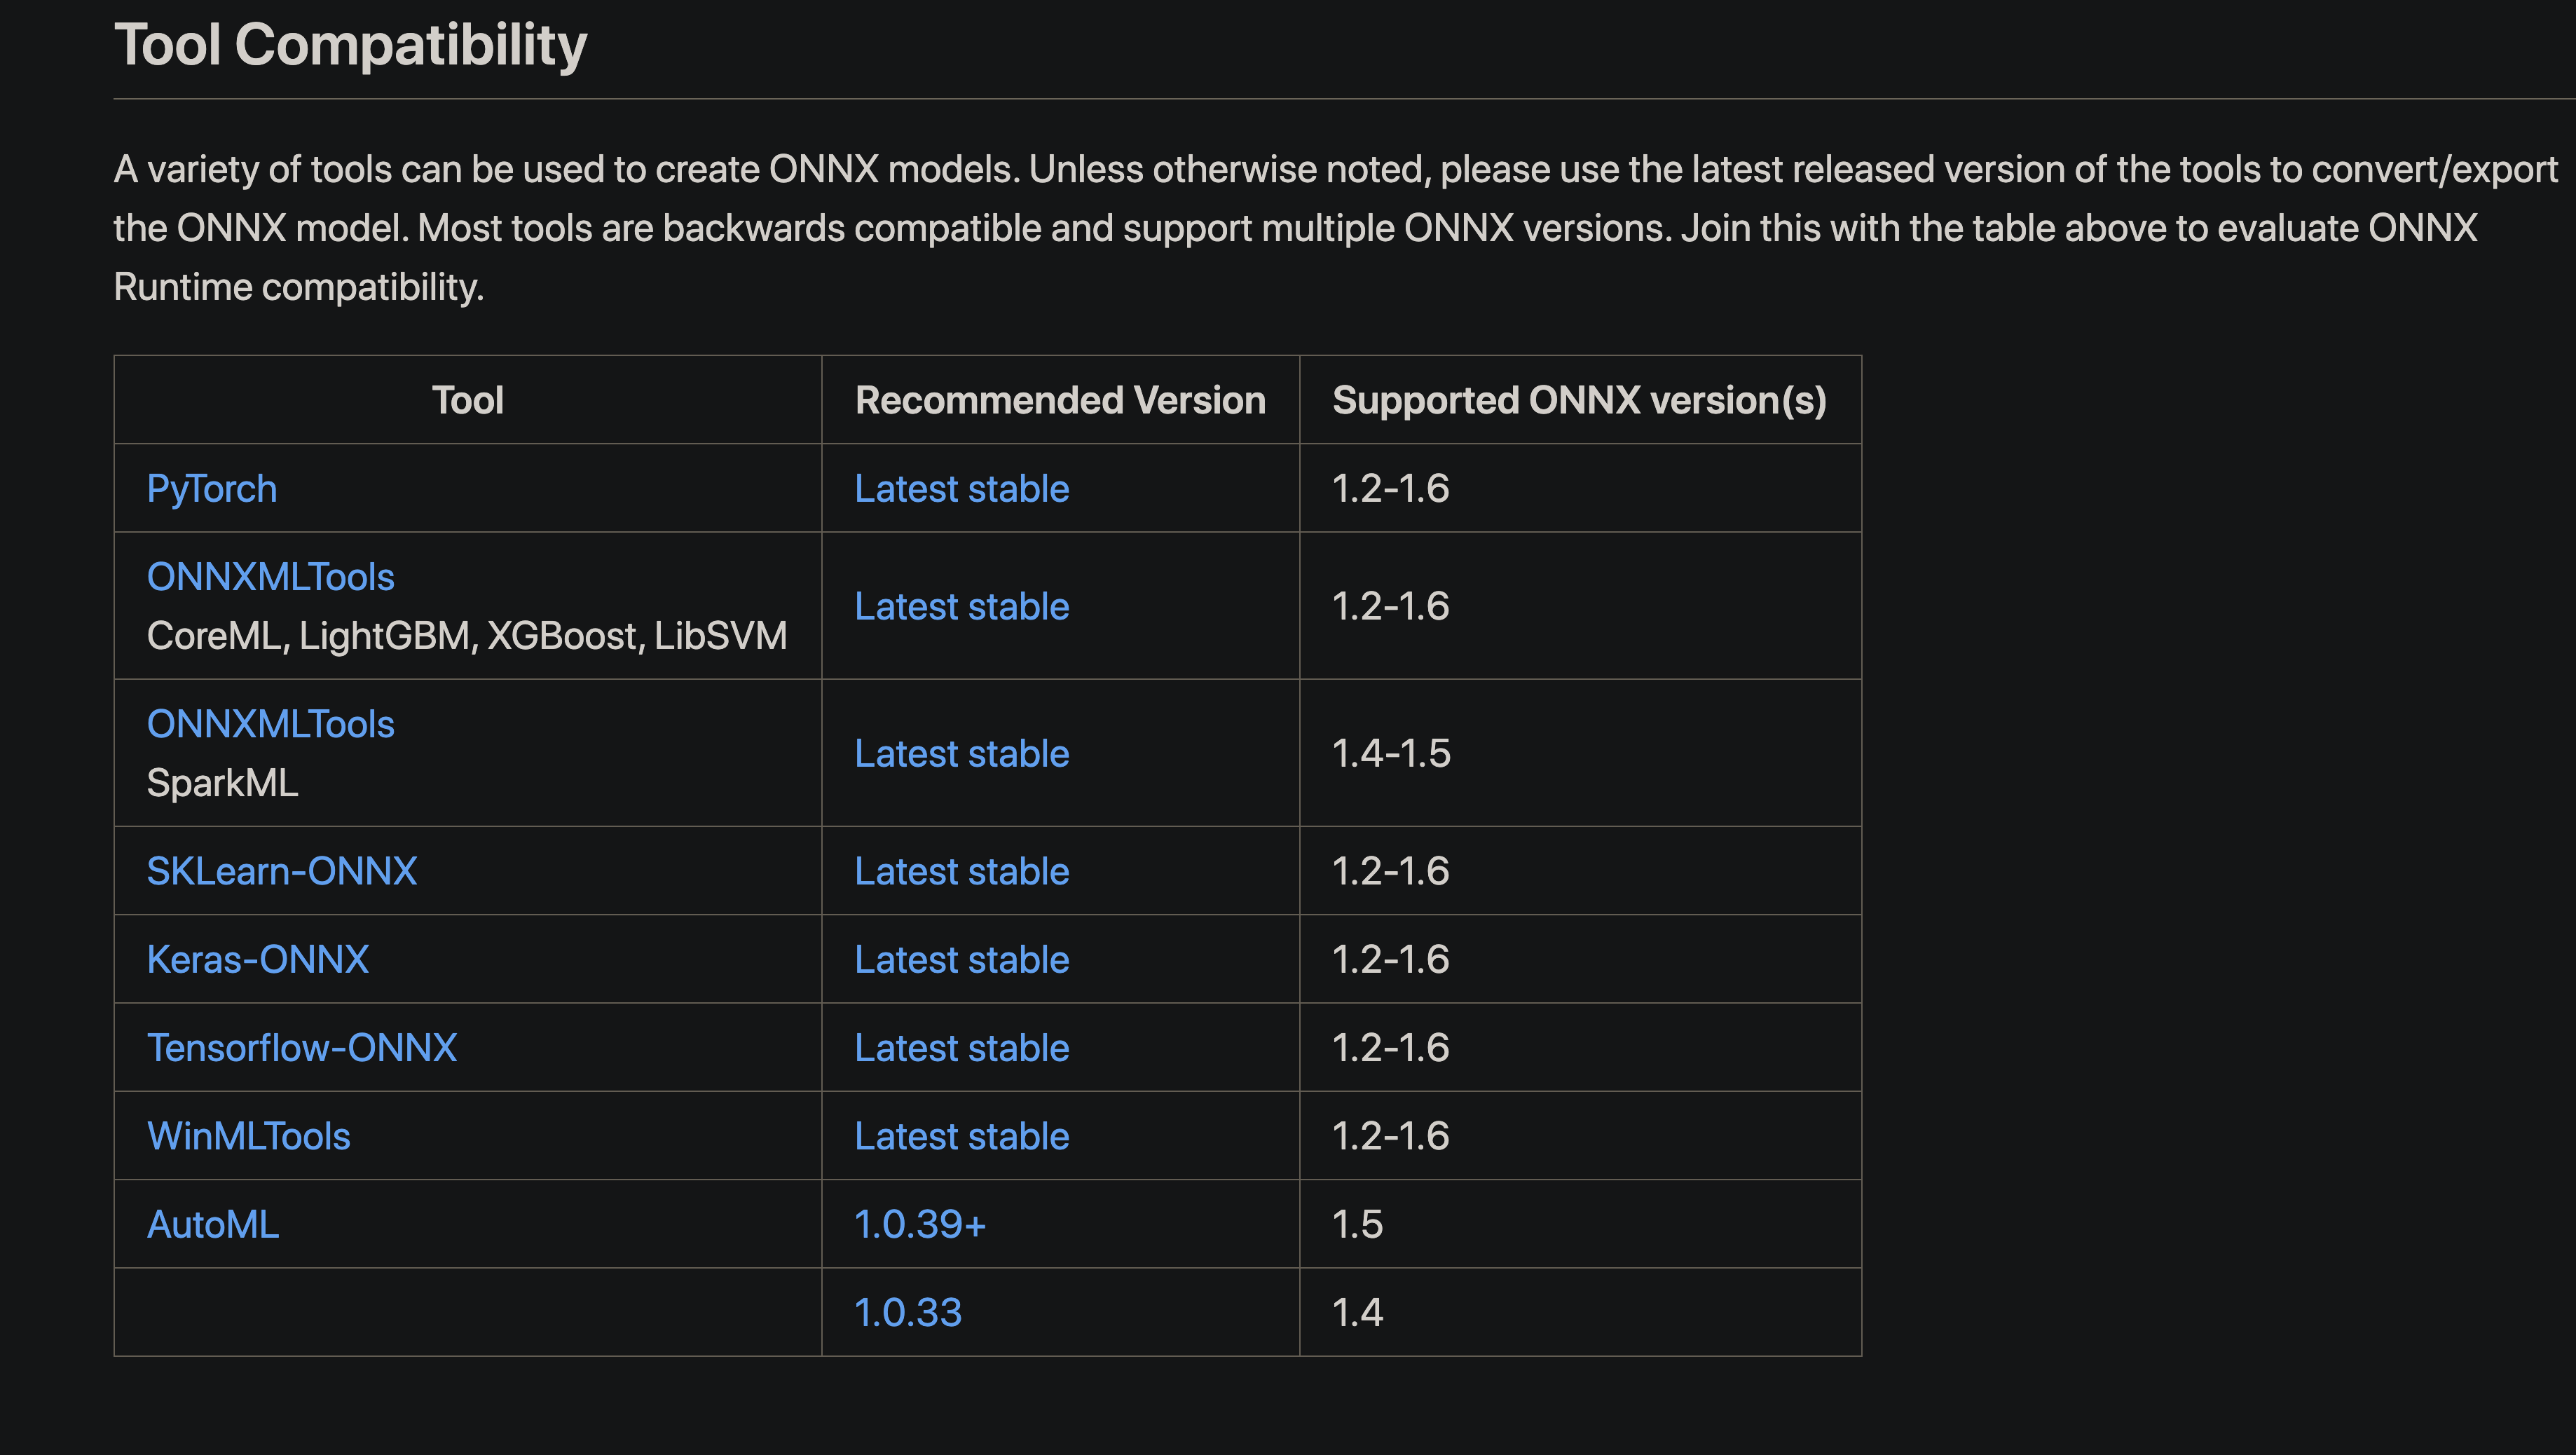 Tool Compatibility
A variety of tools can be used to create ONNX models. Unless otherwise noted, please use the latest released version of the tools to convert/export
the ONNX model. Most tools are backwards compatible and support multiple ONNX versions. Join this with the table above to evaluate ONNX
Runtime compatibility.
Tool Recommended Version Supported ONNX version(s)
PyTorch Latest stable 1.2-1.6
ONNXMLTools
CoreML, LightGBM, XGBoost, LibSVM Latest stable 1.2-1.6
ONNXMLTools
SparkML Latest stable 1.4-1.5
SKLearn-ONNX Latest stable 1.2-1.6
Keras-ONNX Latest stable 1.2-1.6
Tensorflow-ONNX Latest stable 1.2-1.6
WinMLTools Latest stable 1.2-1.6
AutoML 1.0.39+ 1.5
1.0.33 1.4